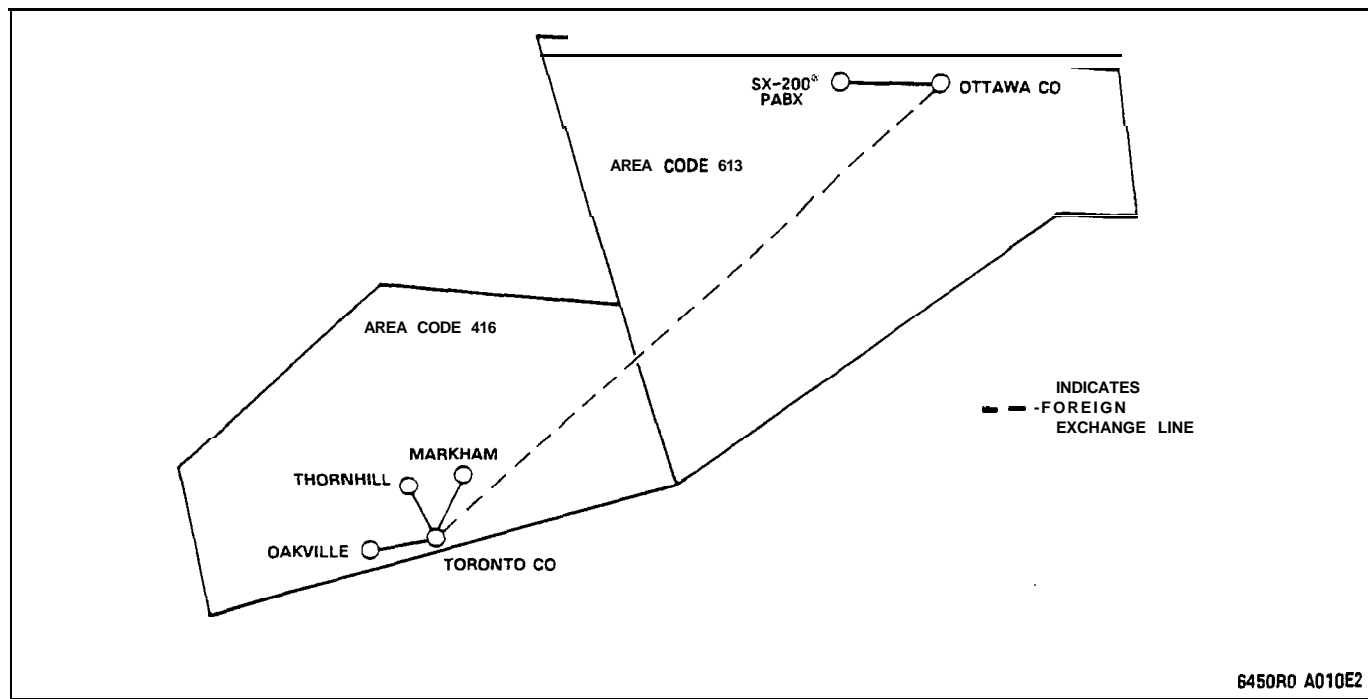 SX-200®
PABX
OTTAWA CO
AREA CODE 613
AREA CODE 416
INDICATES
-FOREIGN
EXCHANGE LINE
MARKHAM
THORNHILL
OAKVILLE
TORONTO CO
6450R0 A010E2